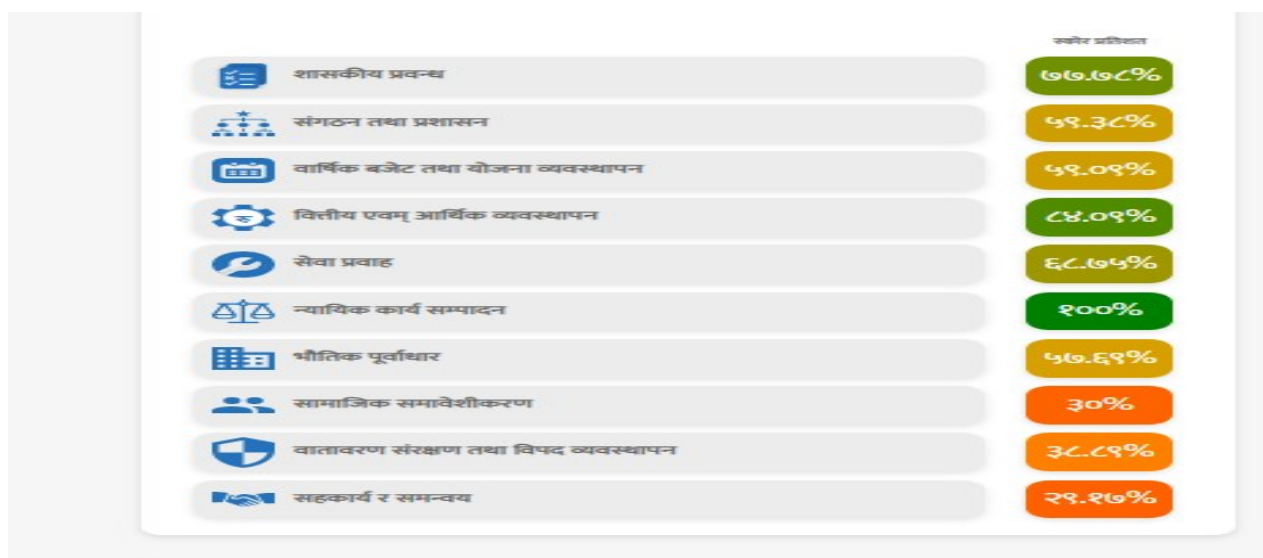 स्कोर प्रतिशत
शासकीय प्रवन्ध ७७.७८%
संगठन तथा प्रशासन ५९.३८%
वार्षिक बजेट तथा योजना व्यवस्थापन ५९.०९%
वित्तीय एवम् आर्थिक व्यवस्थापन ८४.०९%
रु
सेवा प्रवाह ६८.७५%
न्यायिक कार्य सम्पादन १००%
भौतिक पूर्वाधार ५७.६९%
सामाजिक समावेशीकरण ३०%
वातावरण संरक्षण तथा विपद व्यवस्थापन ३८.८९%
सहकार्य र समन्वय २९.१७%